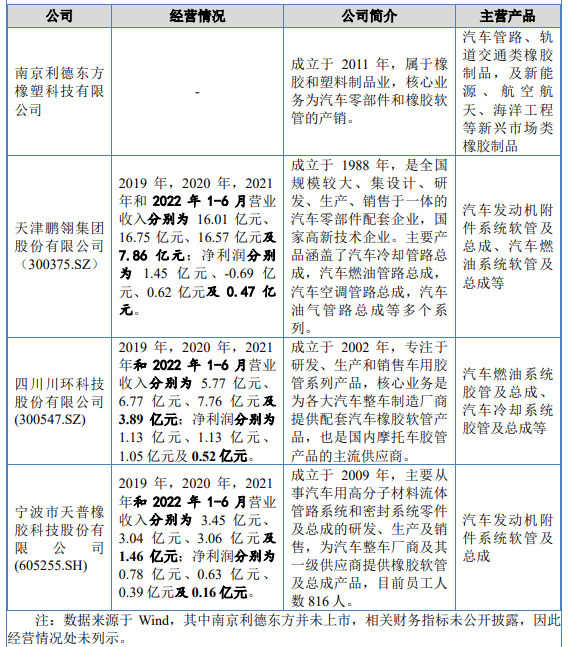 公司 经营情况 公司简介 主营产品
南京利德东方
橡塑科技有限
公司
-
成立于 2011 年，属于橡
胶和塑料制品业，核心业
务为汽车零部件和橡胶软
管的产销。
汽车管路、轨
道交通类橡胶
制品，及新能
源、航空航
天、海洋工程
等新兴市场类
橡胶制品
天津鹏翎集团
股份有限公司
（300375.SZ）
2019 年，2020 年，2021
年和 2022 年 1-6 月营业
收入分别为 16.01 亿元、
16.75 亿元、16.57 亿元及
7.86 亿元；净利润分别
为 1.45 亿元、-0.69 亿
元、0.62 亿元及 0.47 亿
元。
成立于 1988 年，是全国
规模较大、集设计、研
发、生产、销售于一体的
汽车零部件配套企业，国
家高新技术企业。主要产
品涵盖了汽车冷却管路总
成，汽车燃油管路总成，
汽车空调管路总成，汽车
油气管路总成等多个系
列。
汽车发动机附
件系统软管及
总成、汽车燃
油系统软管及
总成等
四川川环科技
股份有限公司
(300547.SZ)
2019 年，2020 年，2021
年和 2022 年 1-6 月营业
收入分别为 5.77 亿元、
6.77 亿元、7.76 亿元及
3.89 亿元；净利润分别为
1.13 亿元、1.13 亿元、
1.05 亿元及 0.52 亿元。
成立于 2002 年，专注于
研发、生产和销售车用胶
管系列产品，核心业务是
为各大汽车整车制造厂商
提供配套汽车橡胶软管产
品，也是国内摩托车胶管
产品的主流供应商。
汽车燃油系统
胶管及总成、
汽车冷却系统
胶管及总成等
宁波市天普橡
胶科技股份有
限公司
(605255.SH)
2019 年，2020 年，2021
年和 2022 年 1-6 月营业
收入分别为 3.45 亿元、
3.04 亿元、3.06 亿元及
1.46 亿元；净利润分别为
0.78 亿元、0.63 亿元、
0.39 亿元及 0.16 亿元。
成立于 2009 年，主要从
事汽车用高分子材料流体
管路系统和密封系统零件
及总成的研发、生产及销
售，为汽车整车厂商及其
一级供应商提供橡胶软管
及总成产品，目前员工人
数 816 人。
汽车发动机附
件系统软管及
总成
注：数据来源于 Wind，其中南京利德东方并未上市，相关财务指标未公开披露，因此
经营情况处未列示。